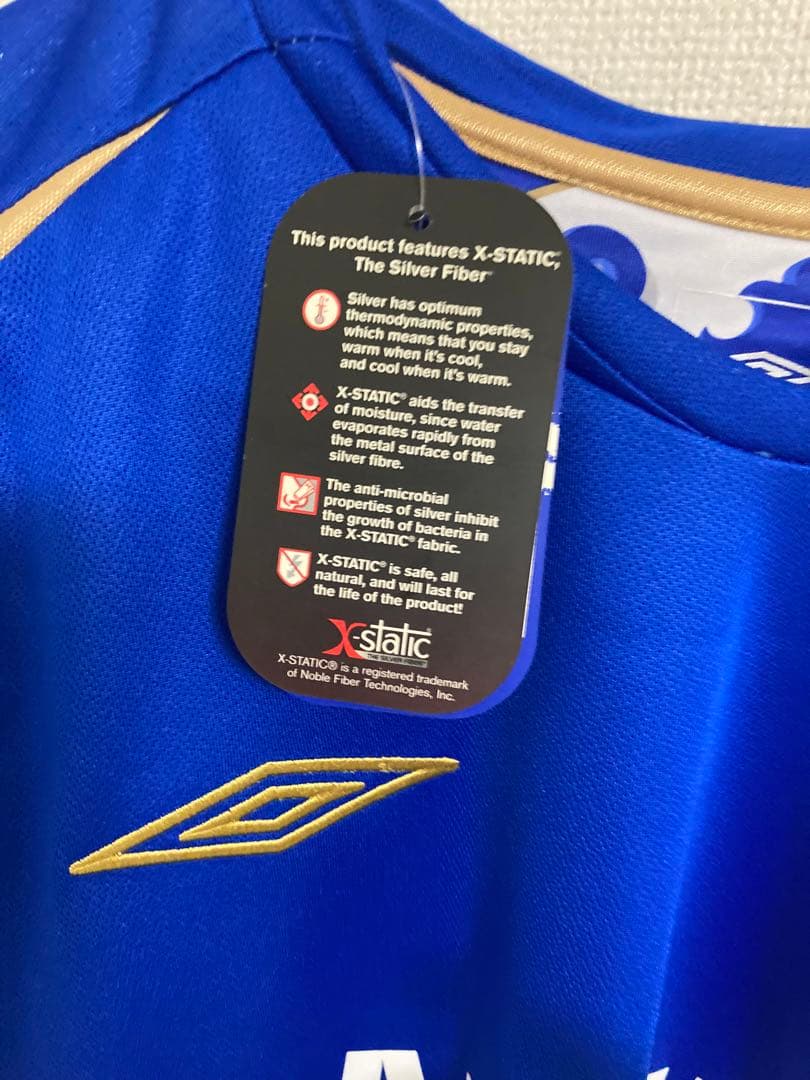 This product features X-STATIC,
The Silver Fiber™
Silver has optimum
thermodynamic properties,
which means that you stay
warm when it's cool,
and cool when it's warm.
X-STATIC® aids the transfer
of moisture, since water
evaporates rapidly from
the metal surface of the
silver fibre.
The anti-microbial
properties of silver inhibit
the growth of bacteria in
the X-STATIC® fabric.
X-STATIC® is safe, all
natural, and will last for
the life of the product!
X-static®
THE SILVER FIBER
X-STATIC® is a registered trademark
of Noble Fiber Technologies, Inc.